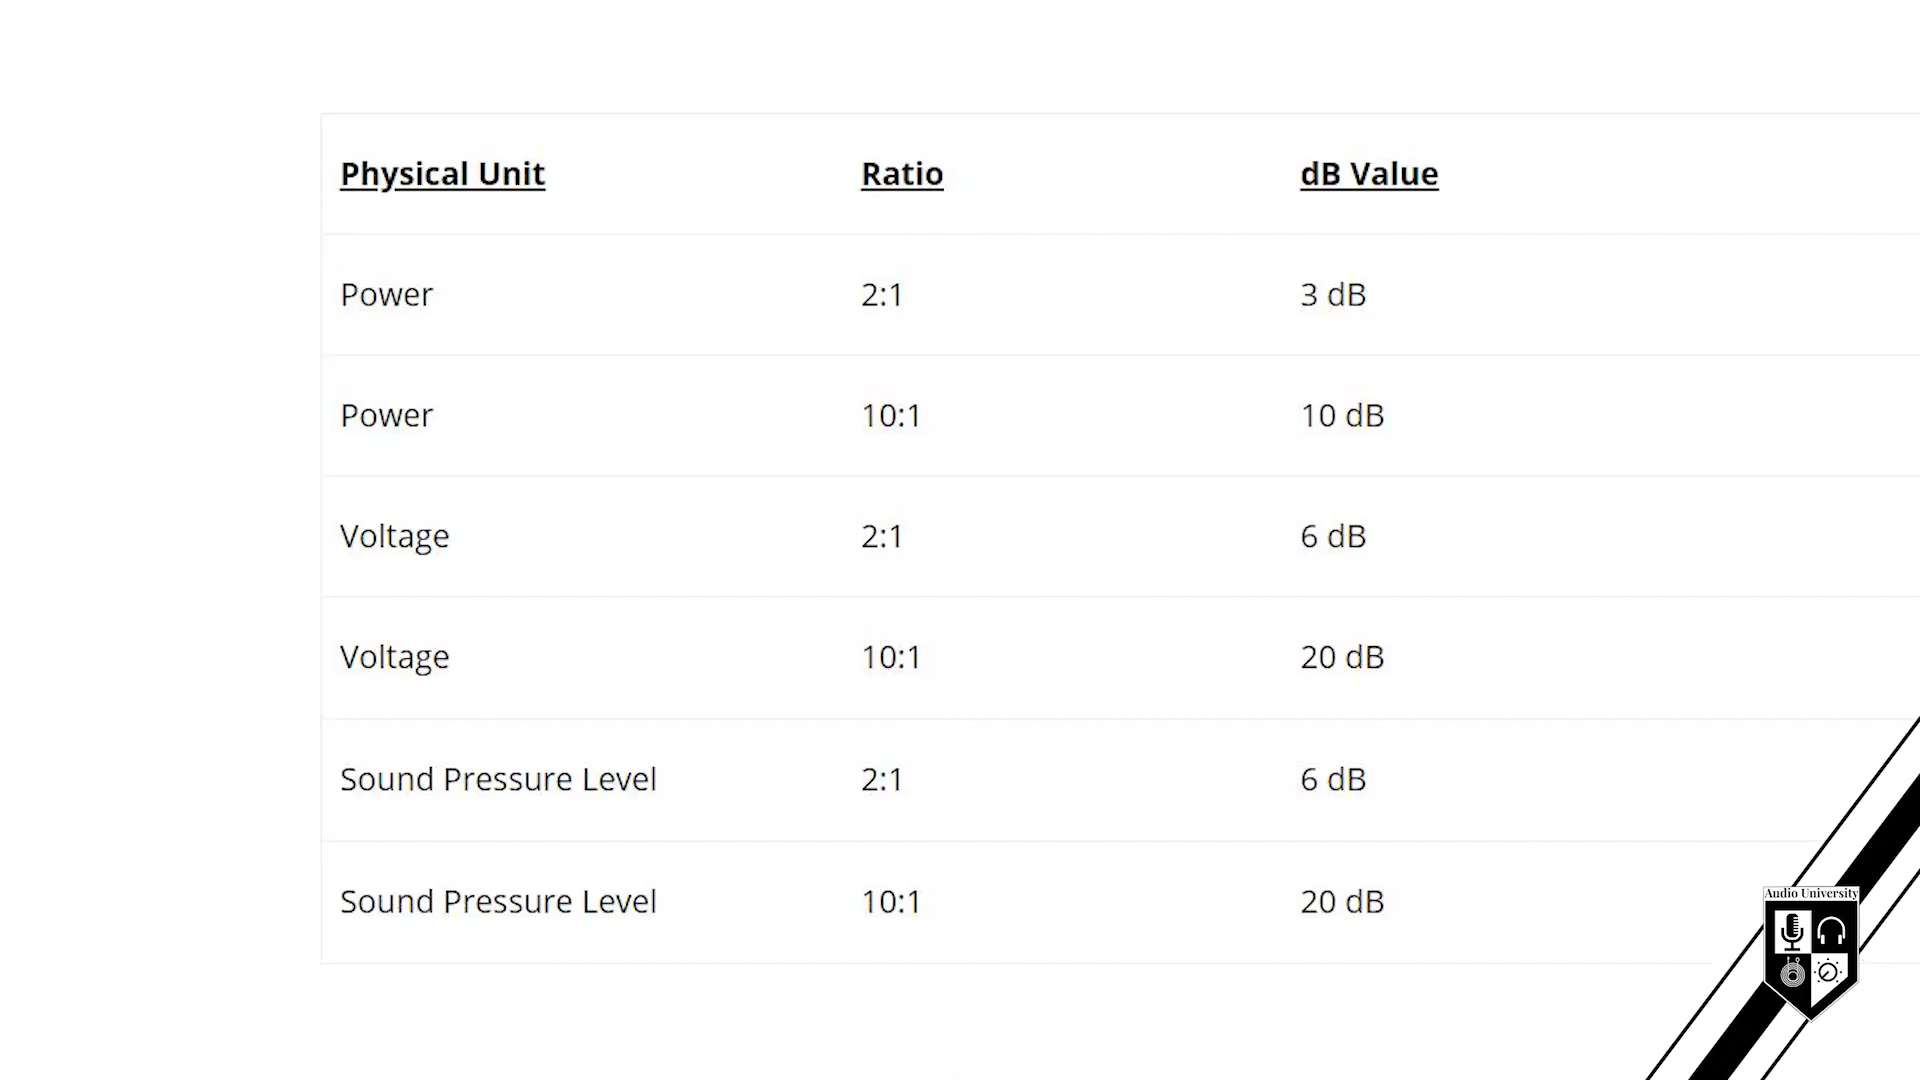 Physical Unit Ratio dB Value
Power 2:1 3 dB
Power 10:1 10 dB
Voltage 2:1 6 dB
Voltage 10:1 20 dB
Sound Pressure Level 2:1 6 dB
Sound Pressure Level 10:1 20 dB
Audio University